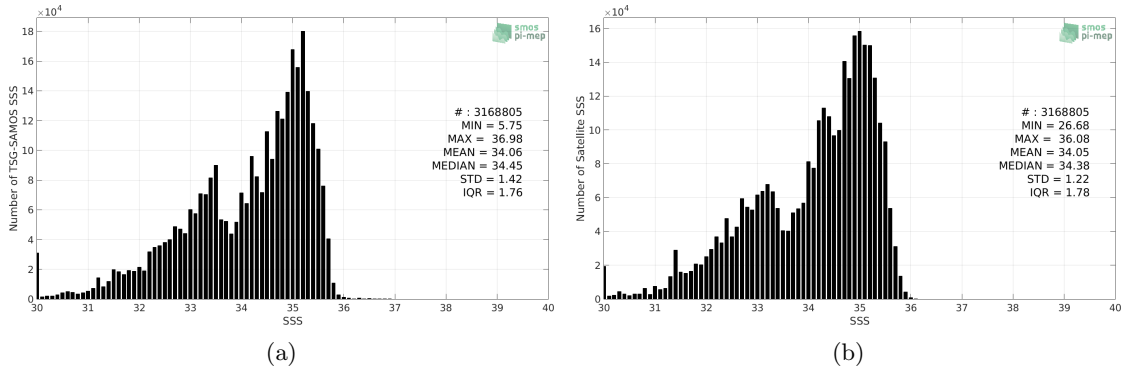 ×10⁴
18
16
14
12
10
8
6
4
2
0
Number of TSG-SAMOS SSS
smos
pi-mep
# : 3168805
MIN = 5.75
MAX = 36.98
MEAN = 34.06
MEDIAN = 34.45
STD = 1.42
IQR = 1.76
30 31 32 33 34 35 36 37 38 39 40
SSS
(a)
×10⁴
16
14
12
10
8
6
4
2
0
Number of Satellite SSS
smos
pi-mep
# : 3168805
MIN = 26.68
MAX = 36.08
MEAN = 34.05
MEDIAN = 34.38
STD = 1.22
IQR = 1.78
30 31 32 33 34 35 36 37 38 39 40
SSS
(b)